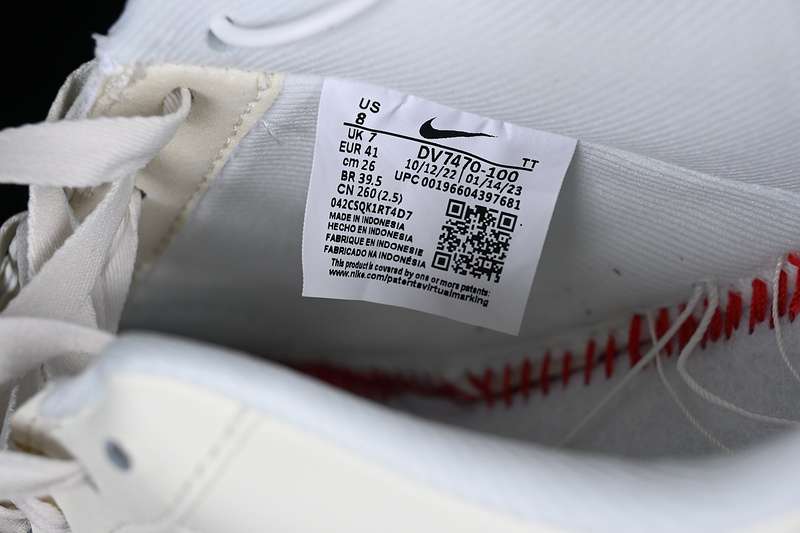 US
8
UK 7
EUR 41
cm 26
BR 39.5
CN 260(2.5)
DV7470-100
TT
10/12/22 01/14/23
UPC 00196604397681
042CSQK1RT4D7
MADE IN INDONESIA
HECHO EN INDONESIA
FABRIQUE EN INDONESIE
FABRICADO NA INDONESIA
This product is covered by one or more patents:
www.nike.com/patentsvirtualmarking